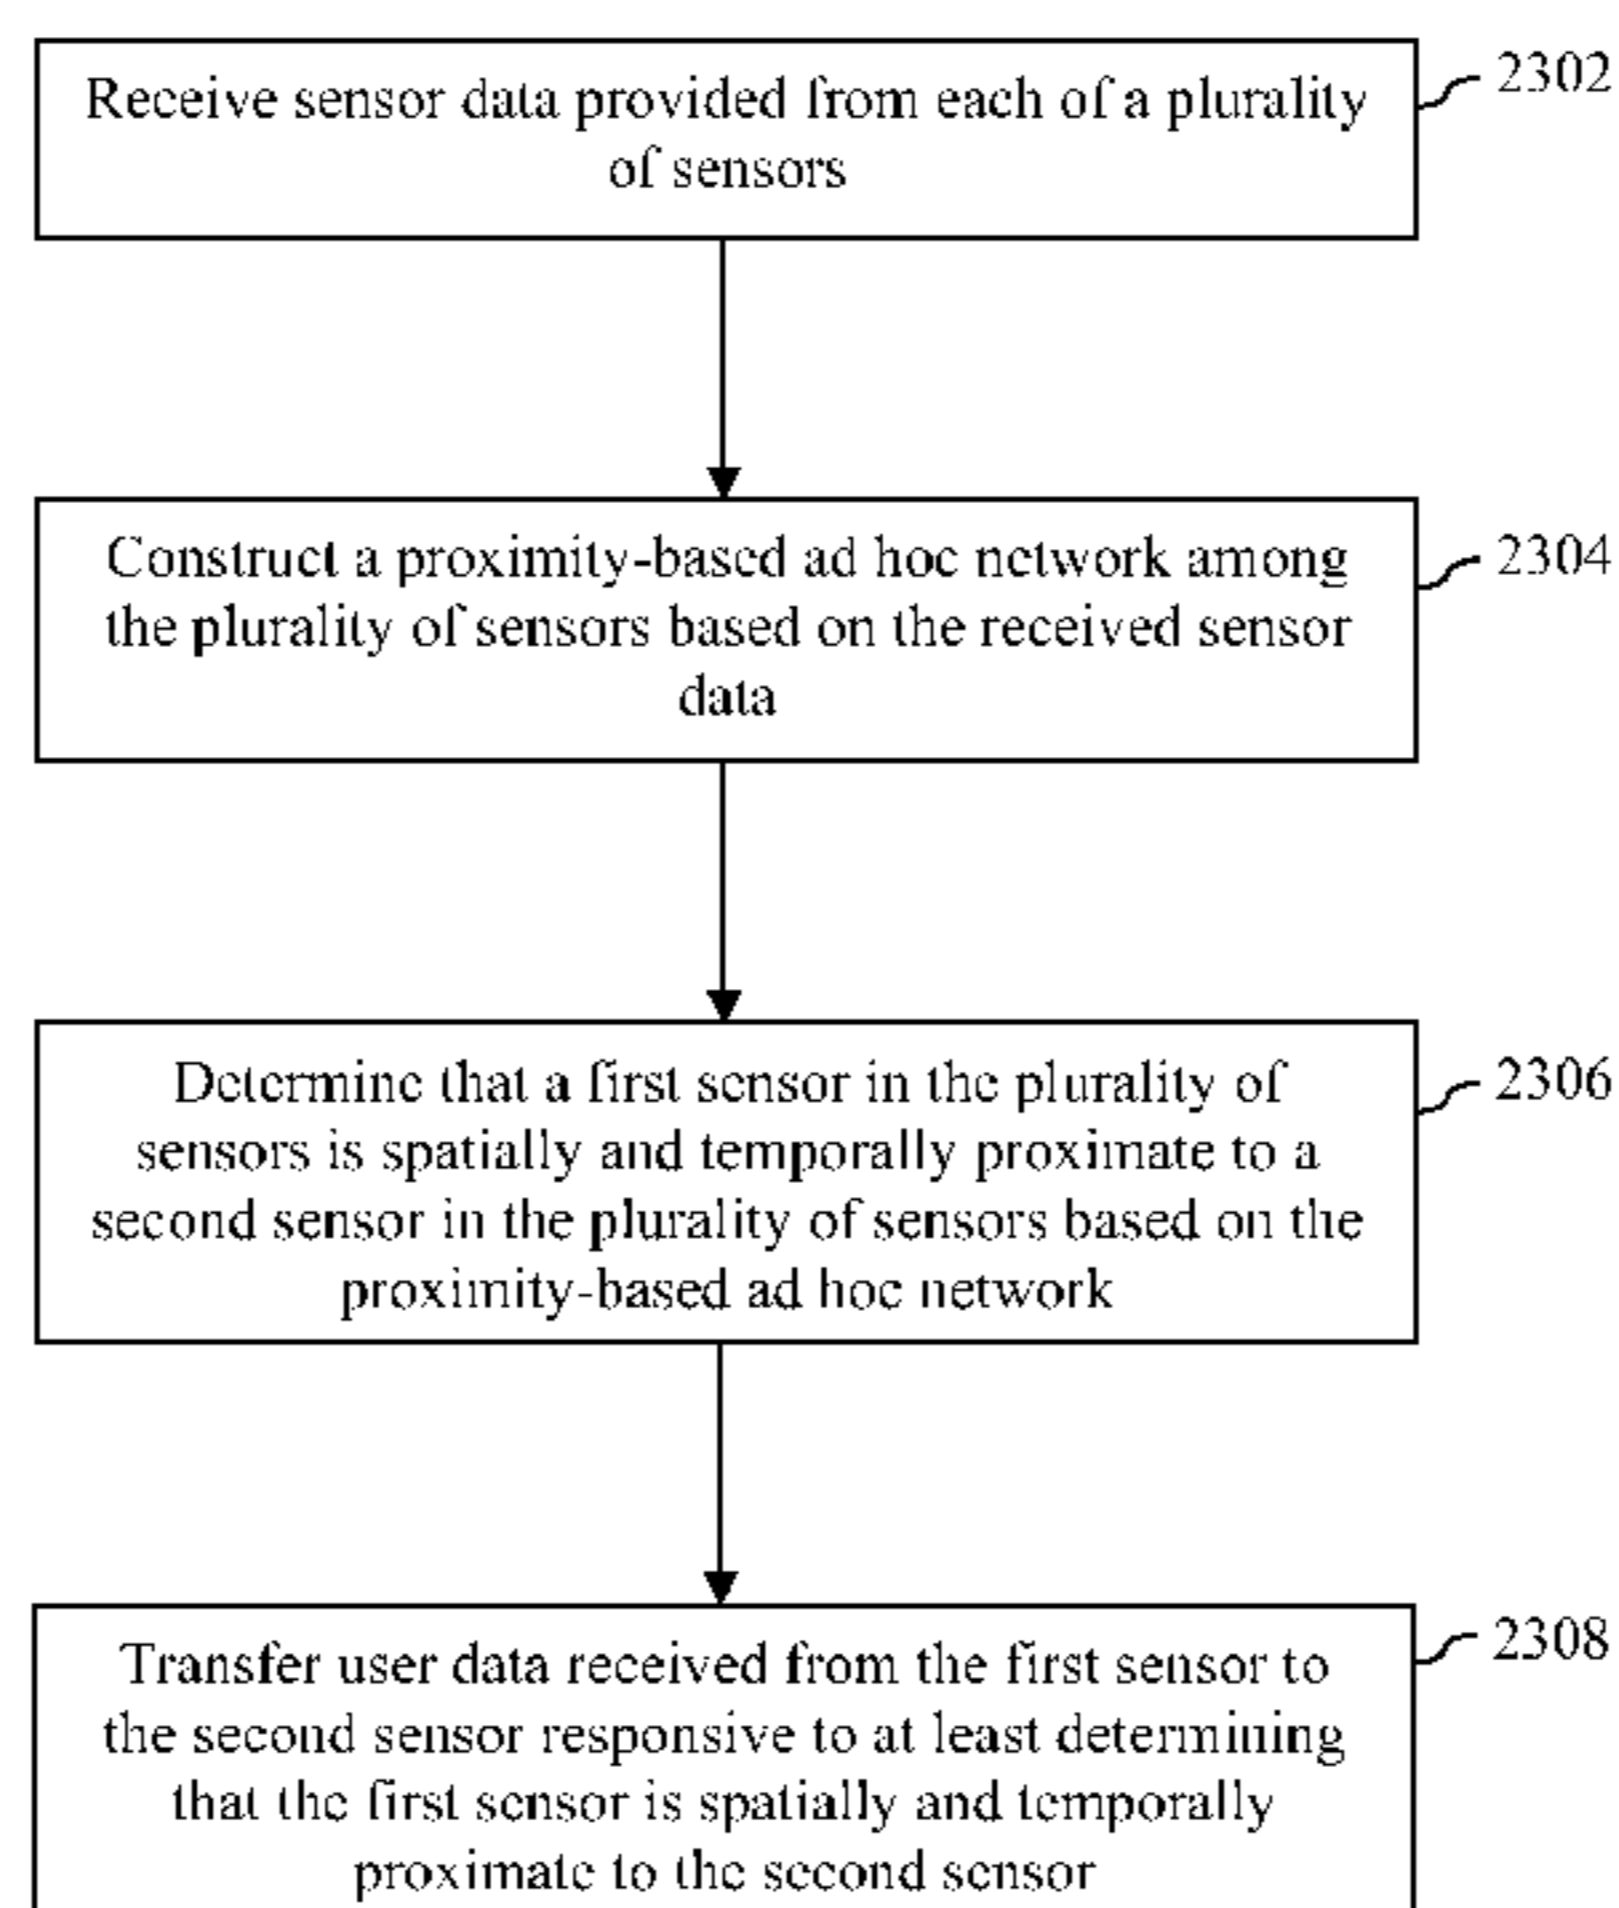 Receive sensor data provided from each of a plurality
of sensors
2302
Construct a proximity-based ad hoc network among
the plurality of sensors based on the received sensor
data
2304
Determine that a first sensor in the plurality of
sensors is spatially and temporally proximate to a
second sensor in the plurality of sensors based on the
proximity-based ad hoc network
2306
Transfer user data received from the first sensor to
the second sensor responsive to at least determining
that the first sensor is spatially and temporally
proximate to the second sensor
2308